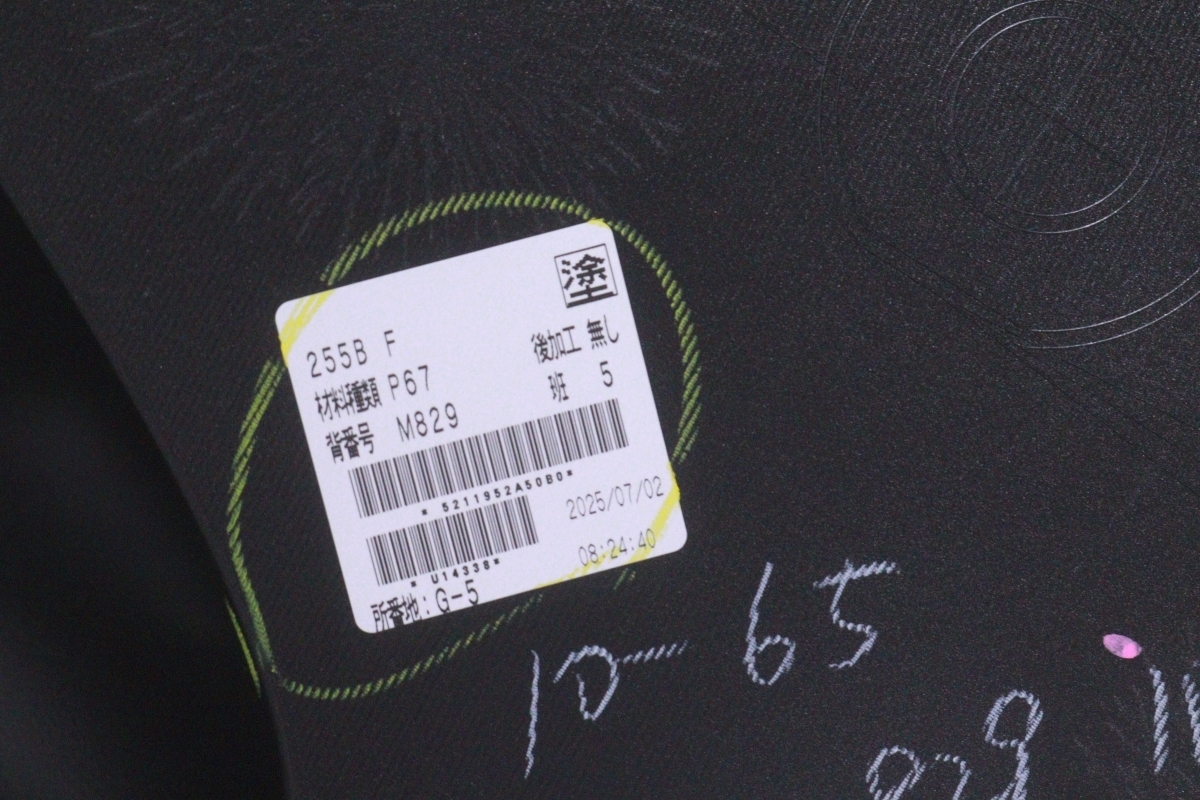 塗
255B F 後加工 無し
材料種類 P67 班 5
背番号 M829
* 5211952A50B0*
2025/07/02
* U14338*
08:24:40
所番地:G-5
10-65